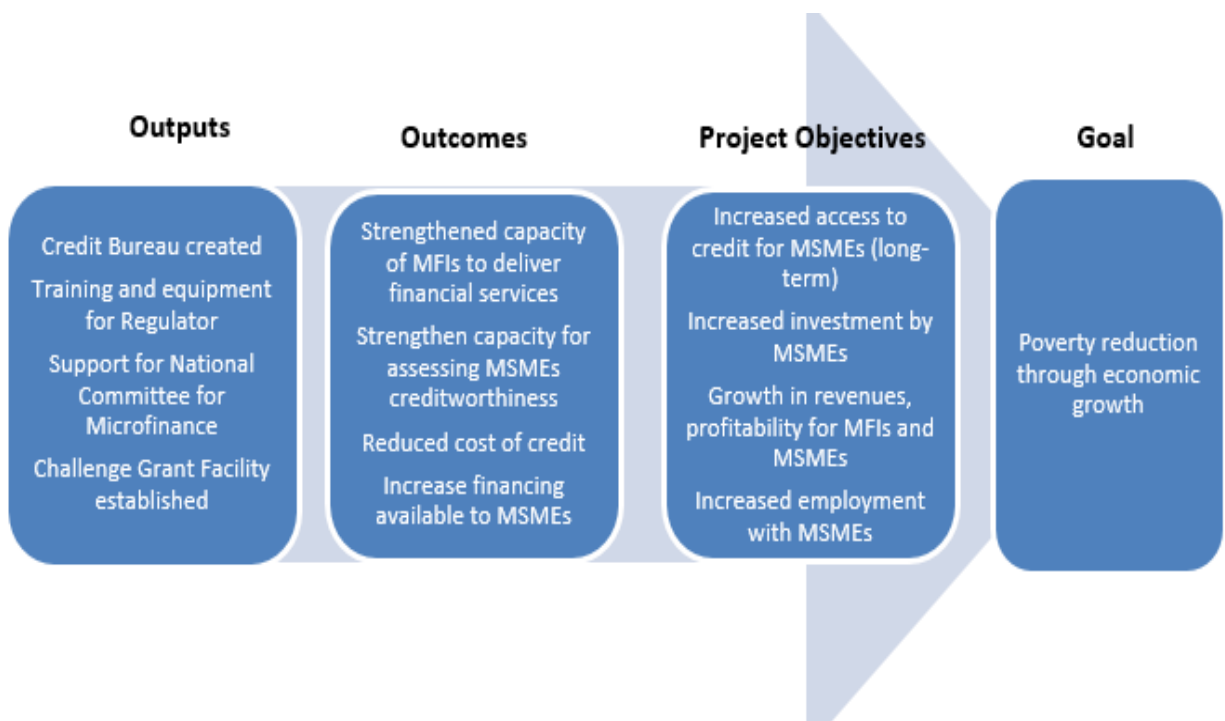 Outputs
Credit Bureau created
Training and equipment
for Regulator
Support for National
Committee for
Microfinance
Challenge Grant Facility
established
Outcomes
Strengthened capacity
of MFIs to deliver
financial services
Strengthen capacity for
assessing MSMEs
creditworthiness
Reduced cost of credit
Increase financing
available to MSMEs
Project Objectives
Increased access to
credit for MSMEs (long-
term)
Increased investment by
MSMEs
Growth in revenues,
profitability for MFIs and
MSMEs
Increased employment
with MSMEs
Goal
Poverty reduction
through economic
growth